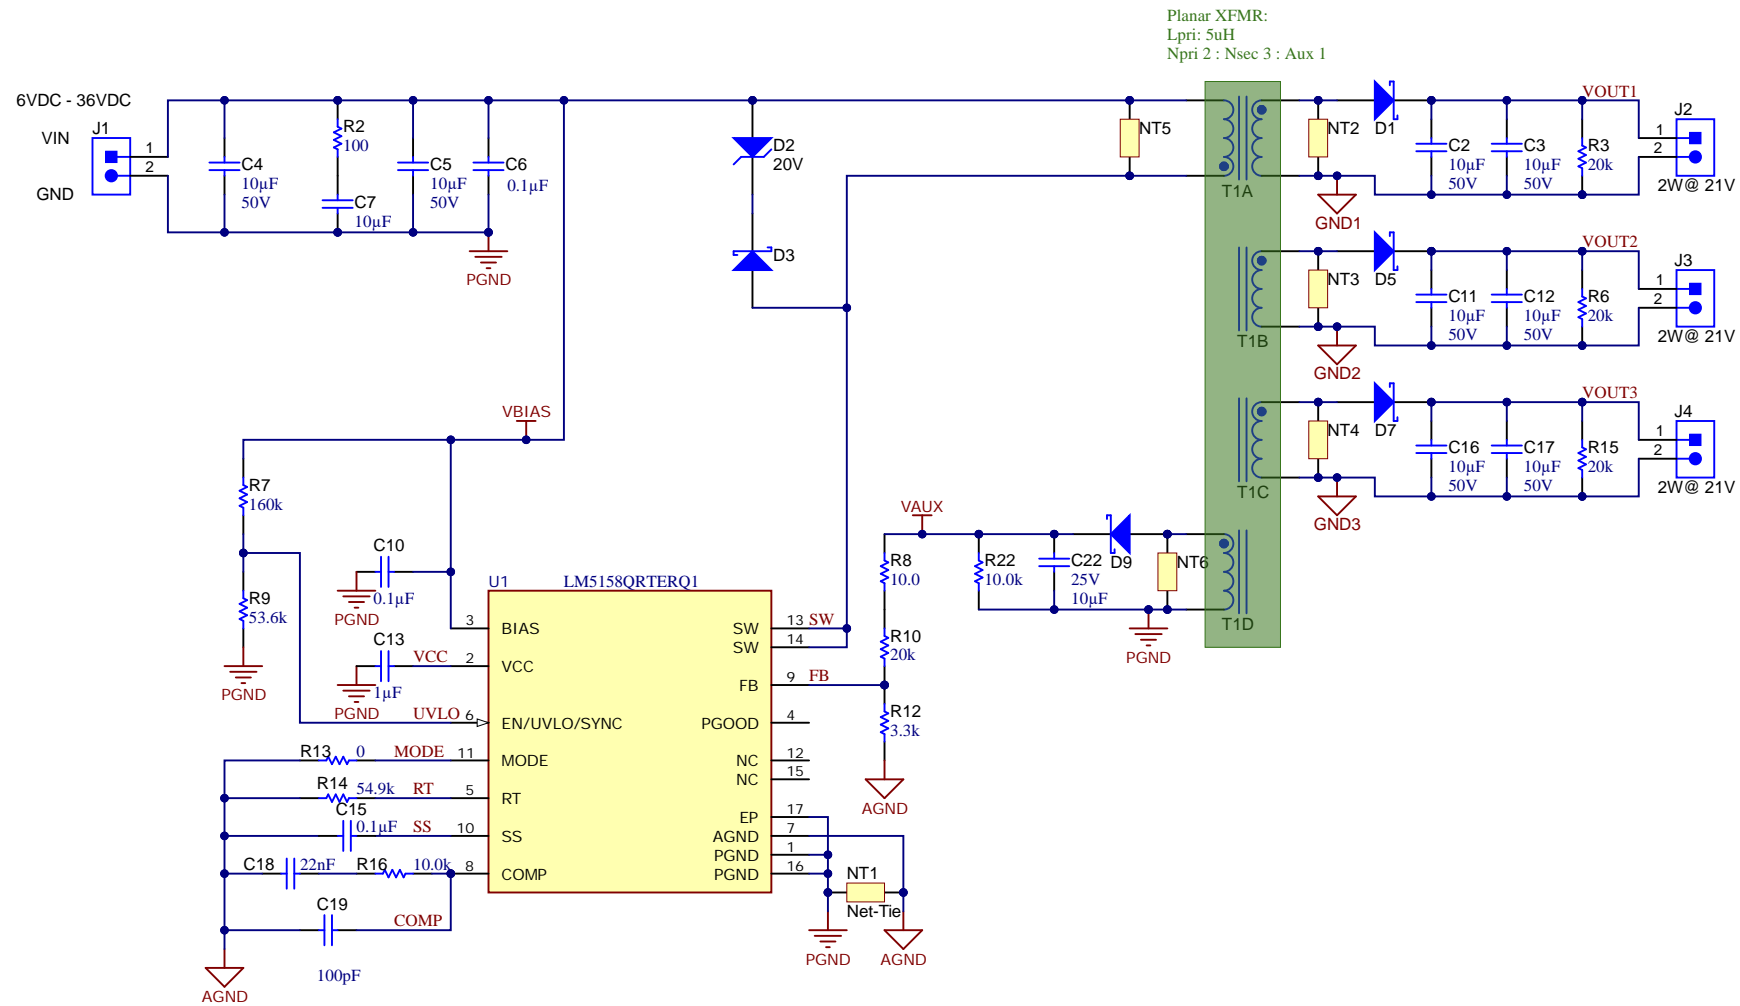 Planar XFMR:
Lpri: 5uH
Npri 2 : Nsec 3 : Aux 1
6VDC - 36VDC
VIN
GND
J1
1
2
C4
10µF
50V
R2
100
C7
10µF
C5
10µF
50V
C6
0.1µF
PGND
D2
20V
D3
NT5
T1A
NT2
D1
GND1
C2
10µF
50V
C3
10µF
50V
VOUT1
R3
20k
J2
1
2
2W@ 21V
T1B
NT3
D5
GND2
C11
10µF
50V
C12
10µF
50V
VOUT2
R6
20k
J3
1
2
2W@ 21V
T1C
NT4
D7
GND3
C16
10µF
50V
C17
10µF
50V
VOUT3
R15
20k
J4
1
2
2W@ 21V
VBIAS
R7
160k
R9
53.6k
PGND
C10
0.1µF
PGND
C13
1µF
PGND
VCC
UVLO
R13
0
MODE
R14
54.9k
RT
C15
0.1µF
SS
C18
22nF
R16
10.0k
C19
100pF
COMP
AGND
U1
LM5158QRTERQ1
3
BIAS
2
VCC
6
EN/UVLO/SYNC
11
MODE
5
RT
10
SS
8
COMP
SW
13
SW
SW
14
FB
9
FB
PGOOD
4
NC
12
NC
15
EP
17
AGND
7
PGND
1
PGND
16
NT1
Net-Tie
PGND
AGND
VAUX
R8
10.0
R10
20k
R12
3.3k
AGND
R22
10.0k
C22
25V
10µF
D9
NT6
PGND
T1D